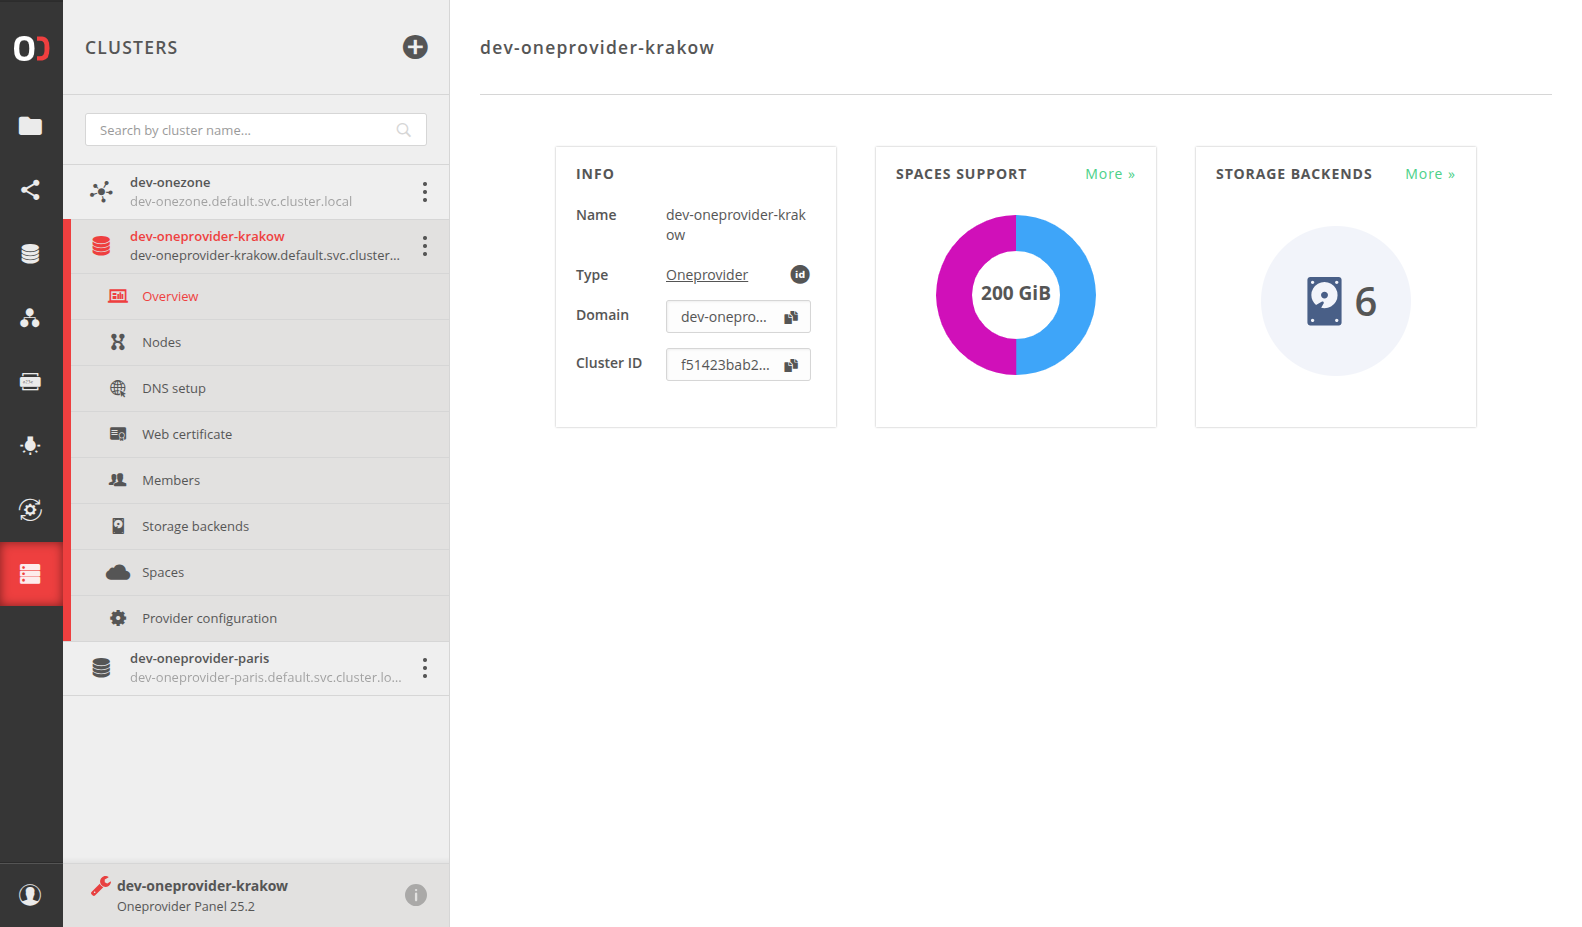 CLUSTERS
Search by cluster name...
dev-onezone
dev-onezone.default.svc.cluster.local
dev-oneprovider-krakow
dev-oneprovider-krakow.default.svc.cluster...
Overview
Nodes
DNS setup
Web certificate
Members
Storage backends
Spaces
Provider configuration
dev-oneprovider-paris
dev-oneprovider-paris.default.svc.cluster.lo...
dev-oneprovider-krakow
Oneprovider Panel 25.2
i
dev-oneprovider-krakow
INFO
Name dev-oneprovider-krak
ow
Type Oneprovider id
Domain dev-onepro...
Cluster ID f51423bab2...
SPACES SUPPORT More »
200 GiB
STORAGE BACKENDS More »
6